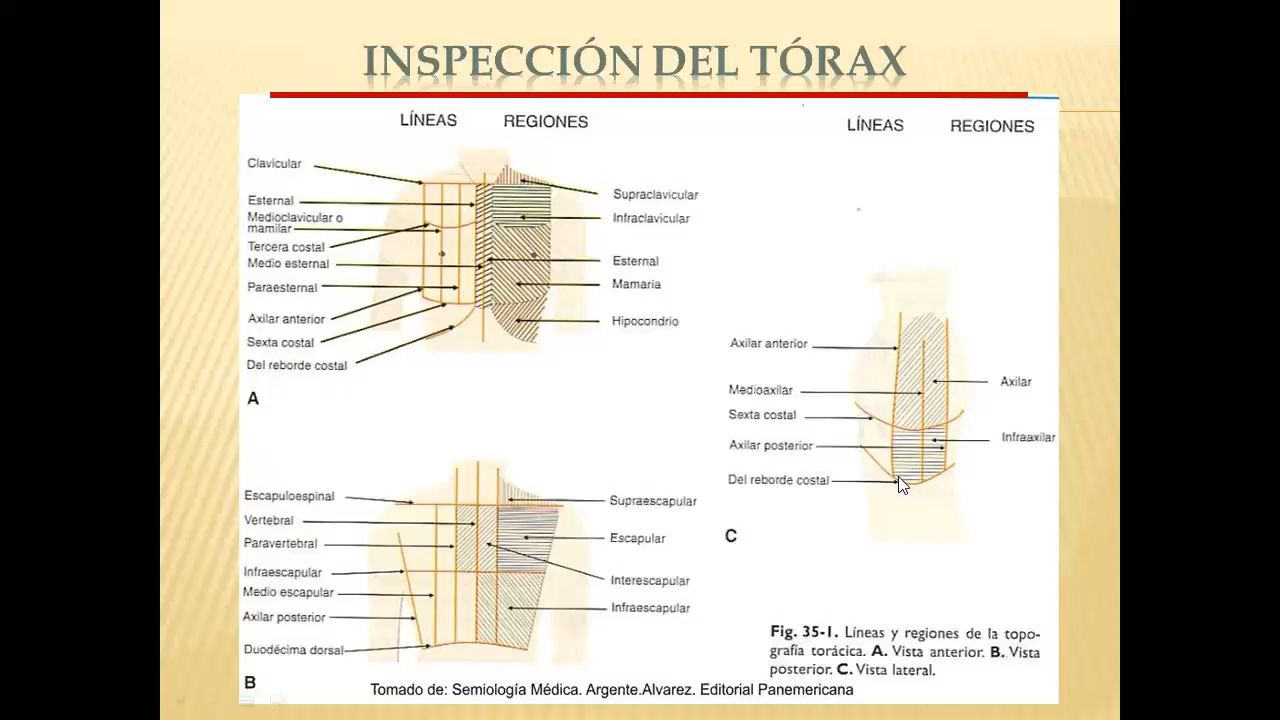 INSPECCIÓN DEL TÓRAX
LÍNEAS REGIONES
Clavicular
Esternal
Medioclavicular o
mamilar
Tercera costal
Medio esternal
Paraesternal
Axilar anterior
Sexta costal
Del reborde costal
Supraclavicular
Infraclavicular
Esternal
Mamaria
Hipocondrio
A
Escapuloespinal
Vertebral
Paravertebral
Infraescapular
Medio escapular
Axilar posterior
Duodécima dorsal
Supraescapular
Escapular
Interescapular
Infraescapular
B
LÍNEAS REGIONES
Axilar anterior
Medioaxilar
Sexta costal
Axilar posterior
Del reborde costal
Axilar
Infraaxilar
C
Fig. 35-1. Líneas y regiones de la topo-
grafía torácica. A. Vista anterior. B. Vista
posterior. C. Vista lateral.
Tomado de: Semiología Médica. Argente.Alvarez. Editorial Panemericana